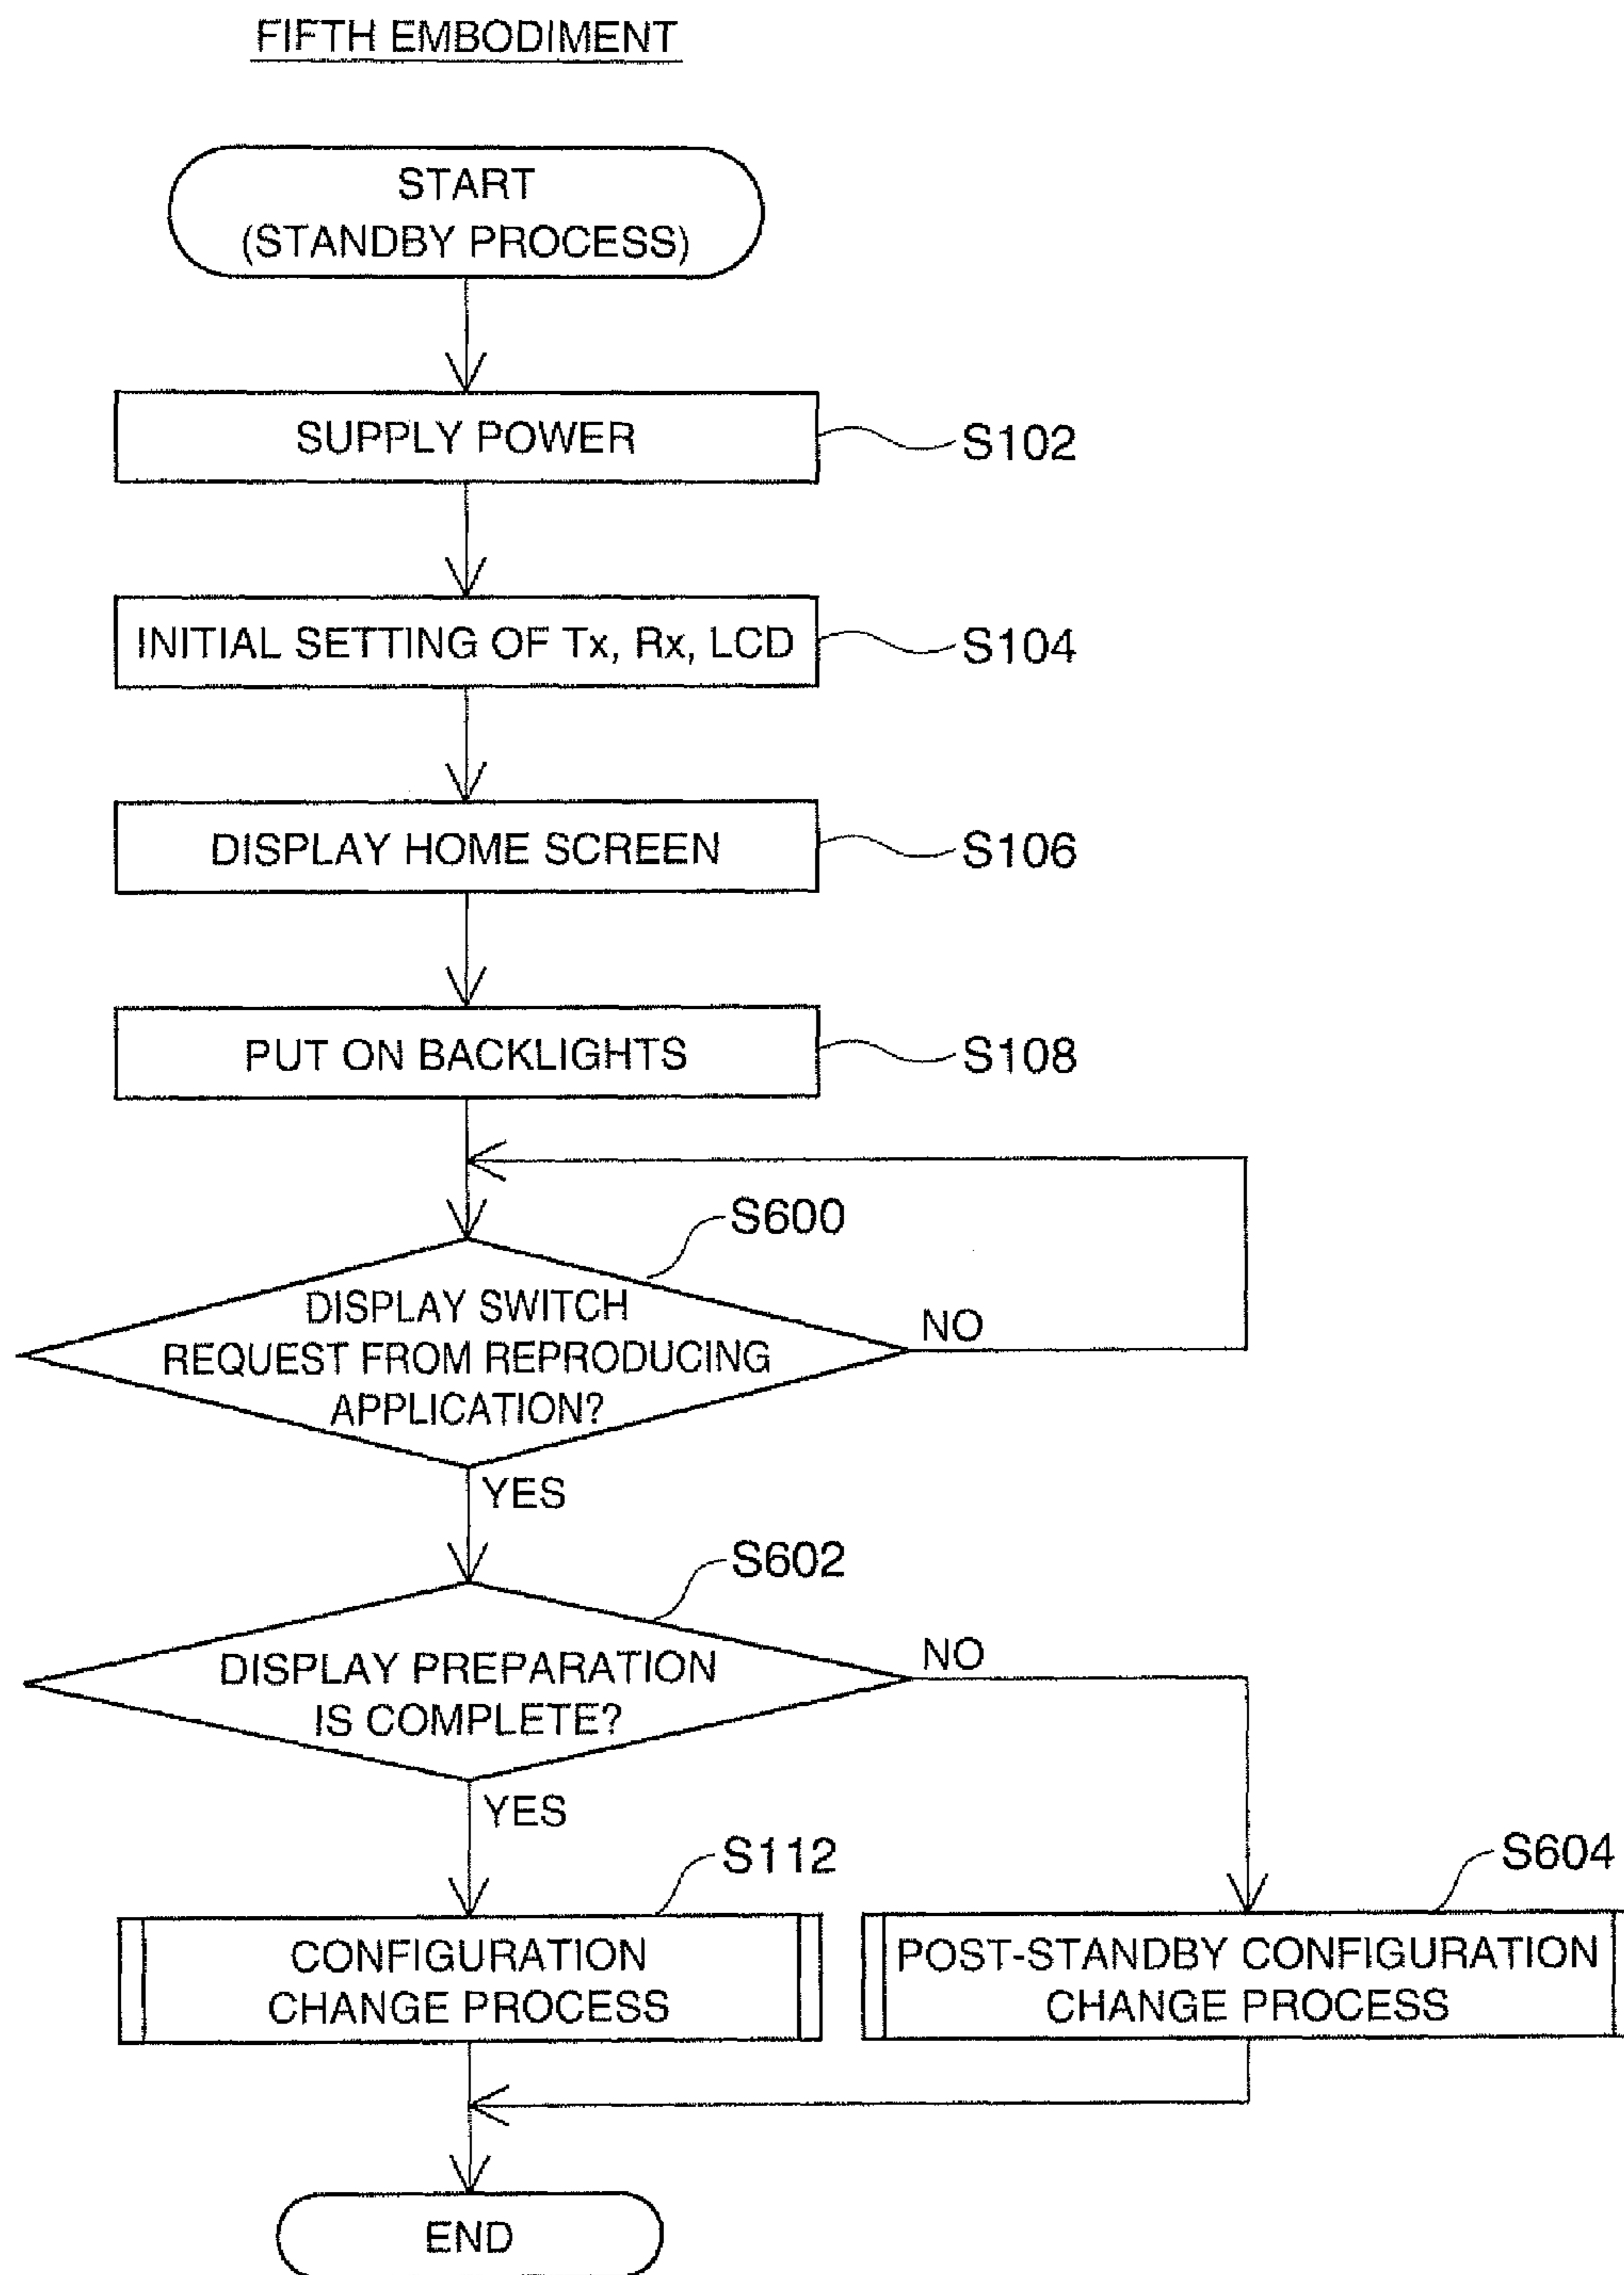 FIFTH EMBODIMENT
START
(STANDBY PROCESS)
SUPPLY POWER
S102
INITIAL SETTING OF Tx, Rx, LCD
S104
DISPLAY HOME SCREEN
S106
PUT ON BACKLIGHTS
S108
S600
DISPLAY SWITCH
REQUEST FROM REPRODUCING
APPLICATION?
NO
YES
S602
DISPLAY PREPARATION
IS COMPLETE?
NO
YES
S112
CONFIGURATION
CHANGE PROCESS
S604
POST-STANDBY CONFIGURATION
CHANGE PROCESS
END